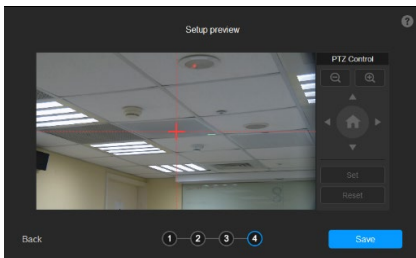 Setup preview
?
PTZ Control
Set
Reset
Back
1 2 3 4
Save